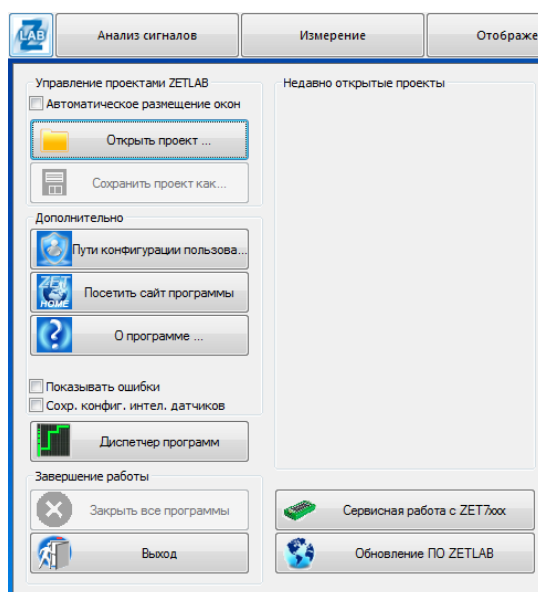 LAB
Анализ сигналов
Измерение
Отображе
Управление проектами ZETLAB
Автоматическое размещение окон
Открыть проект ...
Сохранить проект как...
Дополнительно
Пути конфигурации пользова...
ZET
HOME
Посетить сайт программы
О программе ...
Показывать ошибки
Сохр. конфиг. интел. датчиков
Диспетчер программ
Завершение работы
Закрыть все программы
Выход
Недавно открытые проекты
Сервисная работа с ZET7xxx
Обновление ПО ZETLAB